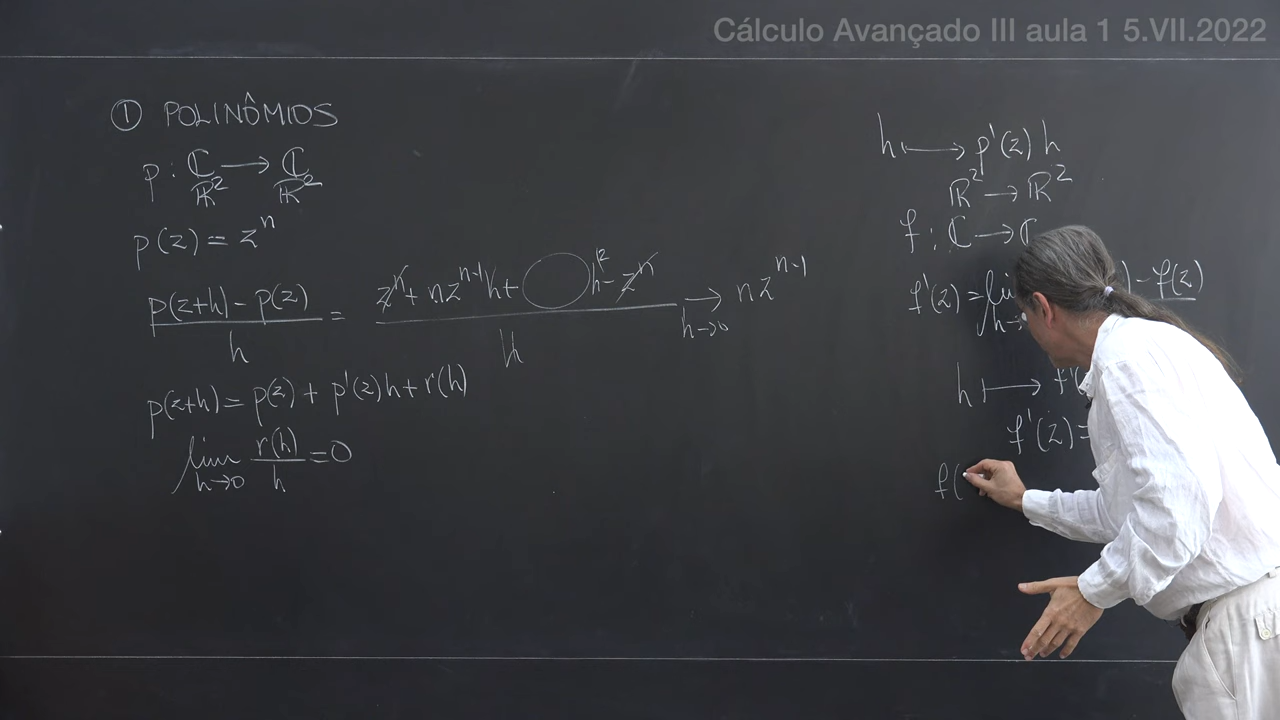 Cálculo Avançado III aula 1 5.VII.2022
① POLINÔMIOS
p : ℂ ⟶ ℂ
ℝ² ℝ²
p(z) = zⁿ
(p(z+h) - p(z)) / h = (zⁿ + nzⁿ⁻¹h + ◯ h² - zⁿ) / h → h→0 nzⁿ⁻¹
p(z+h) = p(z) + p'(z)h + r(h)
lim h→0 r(h)/h = 0
h ⟼ p'(z) h
ℝ² → ℝ²
f : ℂ → ℂ
f'(z) = lim h→ ) - f(z)
h ⟼ f'(
f'(z) =
f(